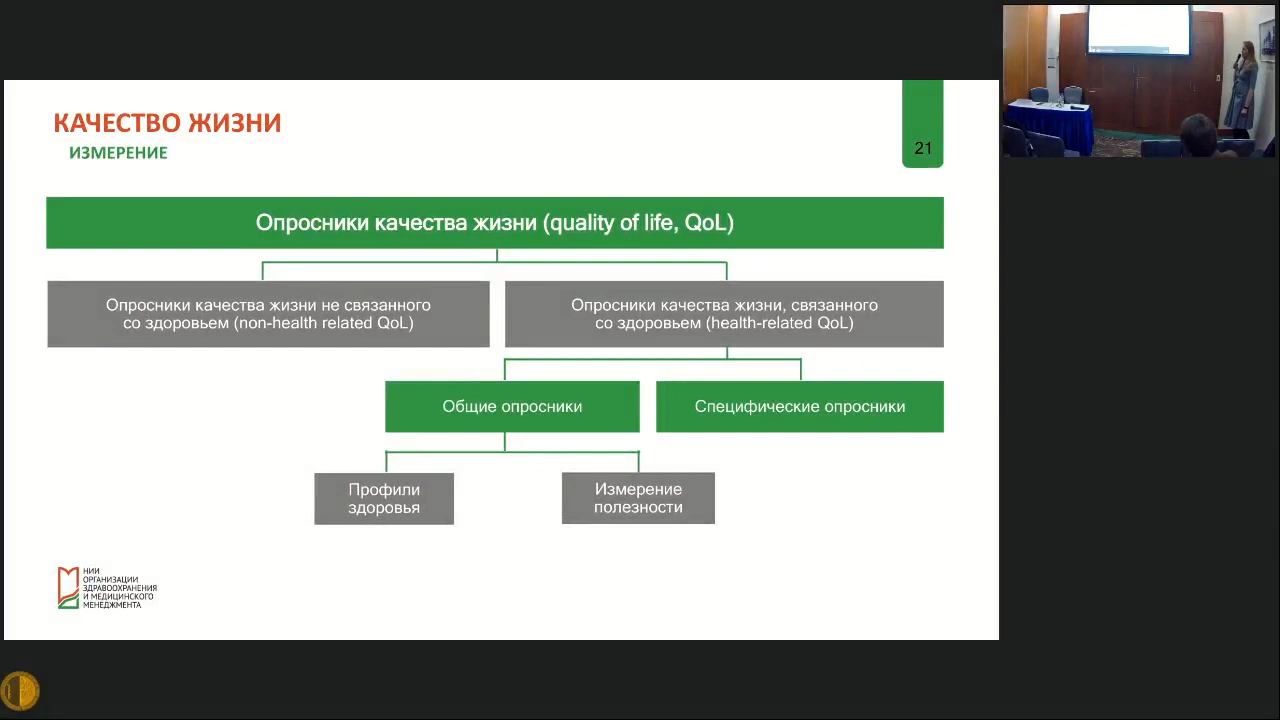 КАЧЕСТВО ЖИЗНИ
ИЗМЕРЕНИЕ
21
Опросники качества жизни (quality of life, QoL)
Опросники качества жизни не связанного
со здоровьем (non-health related QoL)
Опросники качества жизни, связанного
со здоровьем (health-related QoL)
Общие опросники
Специфические опросники
Профили
здоровья
Измерение
полезности
НИИ
ОРГАНИЗАЦИИ
ЗДРАВООХРАНЕНИЯ
И МЕДИЦИНСКОГО
МЕНЕДЖМЕНТА